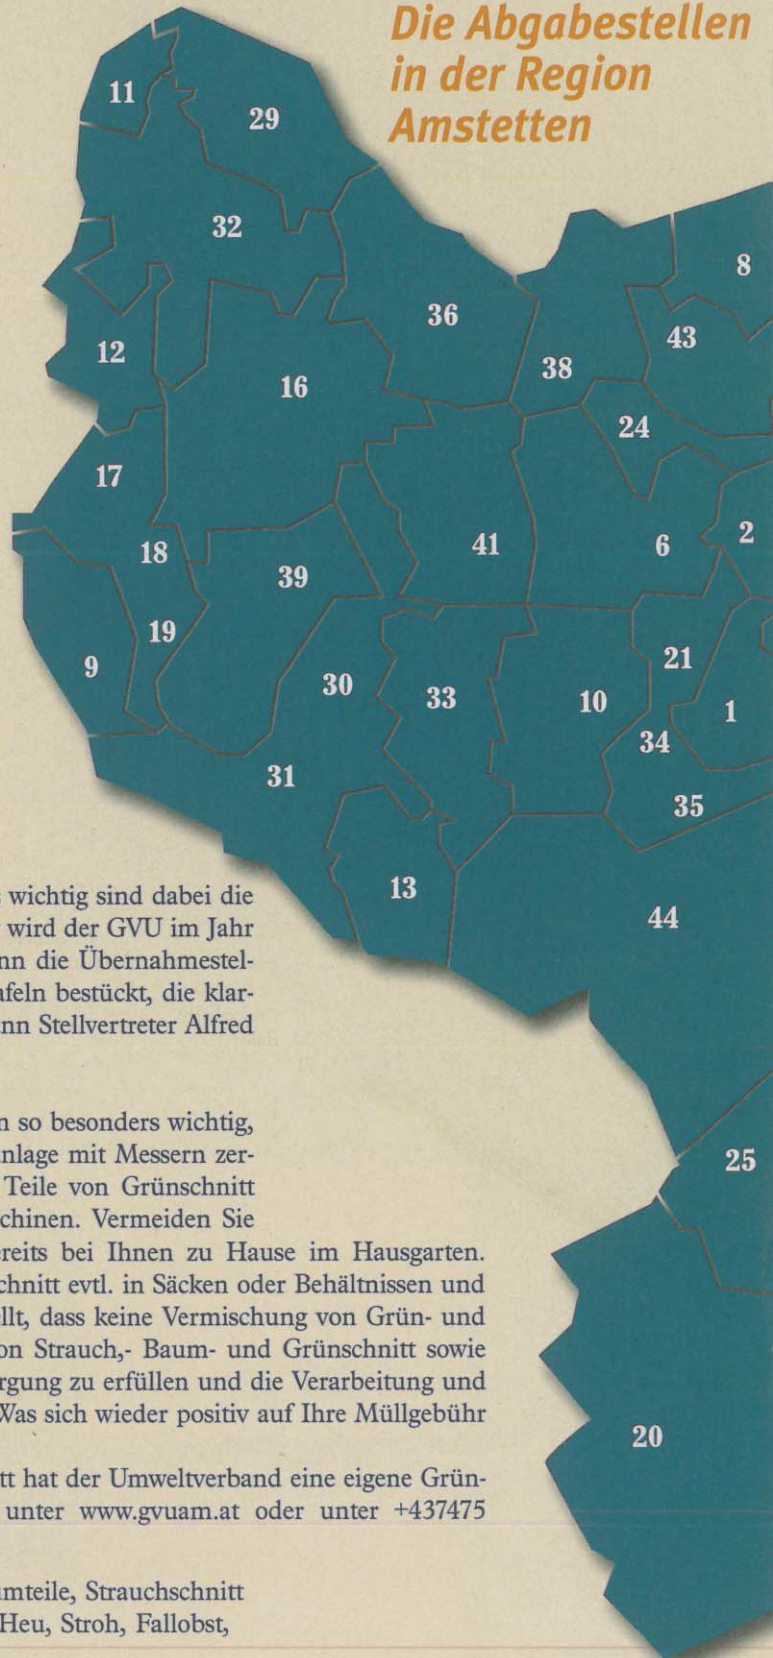 Die Abgabestellen
in der Region
Amstetten
11
29
32
8
36
43
12
38
16
24
17
2
41
6
18
39
19
21
9
30
33
10
1
34
31
35
13
44
25
20
wichtig sind dabei die
wird der GVU im Jahr
nn die Übernahmestel-
afeln bestückt, die klar-
nn Stellvertreter Alfred
n so besonders wichtig,
nlage mit Messern zer-
Teile von Grünschnitt
chinen. Vermeiden Sie
ereits bei Ihnen zu Hause im Hausgarten.
chnitt evtl. in Säcken oder Behältnissen und
llt, dass keine Vermischung von Grün- und
on Strauch,- Baum- und Grünschnitt sowie
rgung zu erfüllen und die Verarbeitung und
Was sich wieder positiv auf Ihre Müllgebühr
tt hat der Umweltverband eine eigene Grün-
unter www.gvuam.at oder unter +437475
umteile, Strauchschnitt
Heu, Stroh, Fallobst,